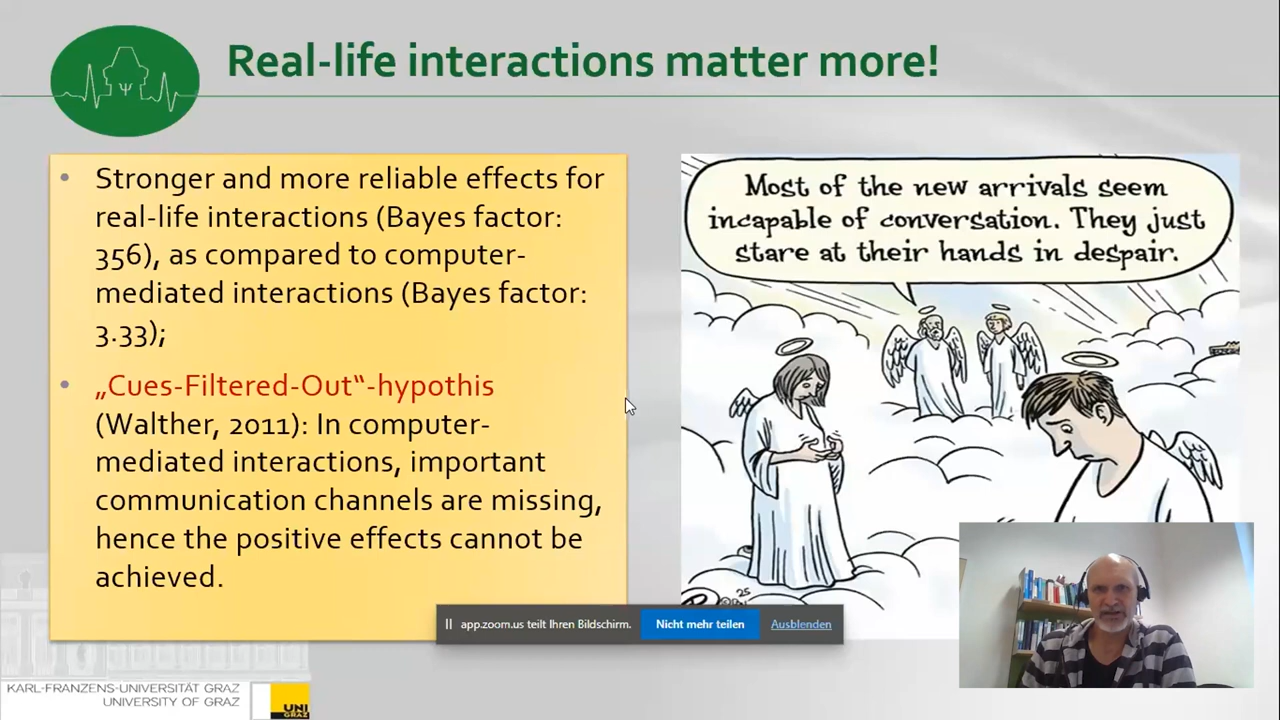 Real-life interactions matter more!
Stronger and more reliable effects for
real-life interactions (Bayes factor:
356), as compared to computer-
mediated interactions (Bayes factor:
3.33);
„Cues-Filtered-Out“-hypothis
(Walther, 2011): In computer-
mediated interactions, important
communication channels are missing,
hence the positive effects cannot be
achieved.
Most of the new arrivals seem
incapable of conversation. They just
stare at their hands in despair.
app.zoom.us teilt Ihren Bildschirm.
Nicht mehr teilen
Ausblenden
KARL-FRANZENS-UNIVERSITÄT GRAZ
UNIVERSITY OF GRAZ
UNI
GRAZ